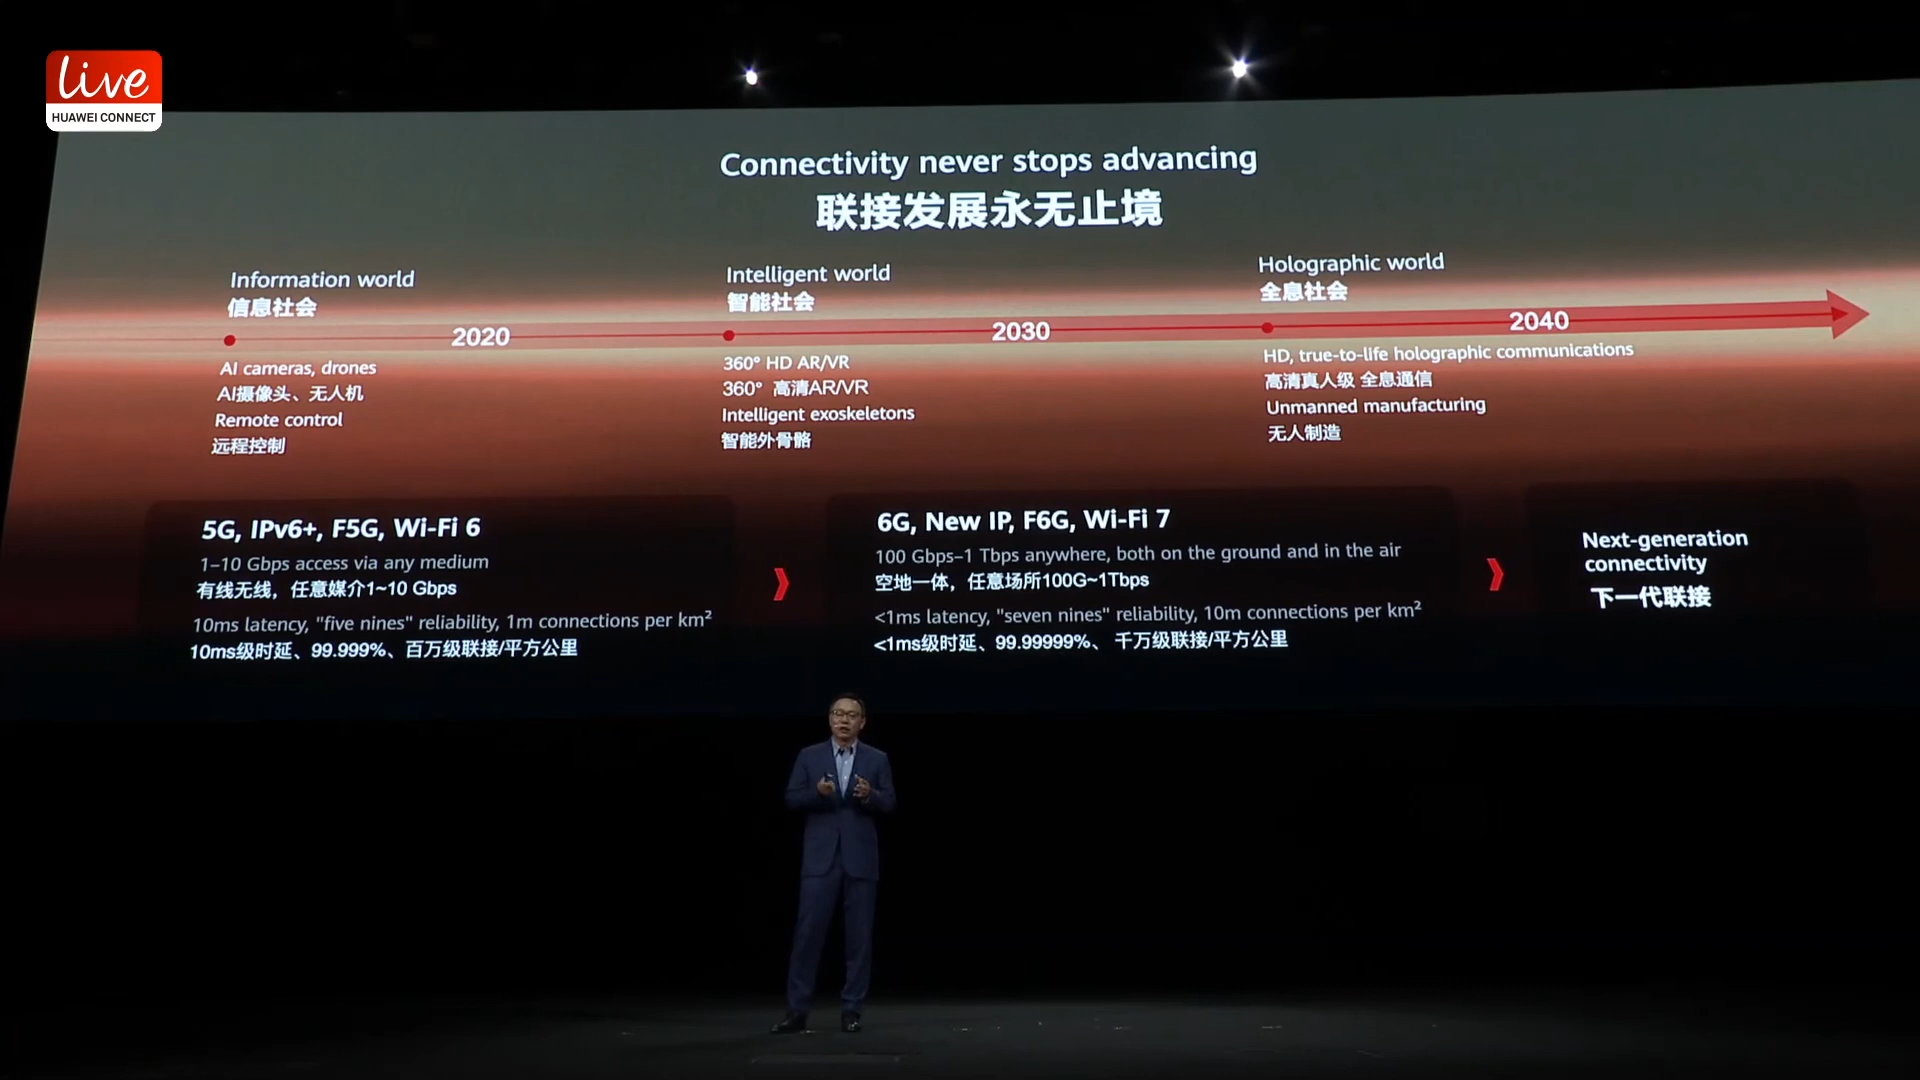 live
HUAWEI CONNECT
Connectivity never stops advancing
联接发展永无止境
Information world
信息社会
Intelligent world
智能社会
Holographic world
全息社会
2020
2030
2040
AI cameras, drones
AI摄像头、无人机
Remote control
远程控制
360° HD AR/VR
360° 高清AR/VR
Intelligent exoskeletons
智能外骨骼
HD, true-to-life holographic communications
高清真人级 全息通信
Unmanned manufacturing
无人制造
5G, IPv6+, F5G, Wi-Fi 6
1–10 Gbps access via any medium
有线无线，任意媒介1~10 Gbps
10ms latency, "five nines" reliability, 1m connections per km²
10ms级时延、99.999%、百万级联接/平方公里
6G, New IP, F6G, Wi-Fi 7
100 Gbps–1 Tbps anywhere, both on the ground and in the air
空地一体，任意场所100G~1Tbps
<1ms latency, "seven nines" reliability, 10m connections per km²
<1ms级时延、99.99999%、 千万级联接/平方公里
Next-generation
connectivity
下一代联接